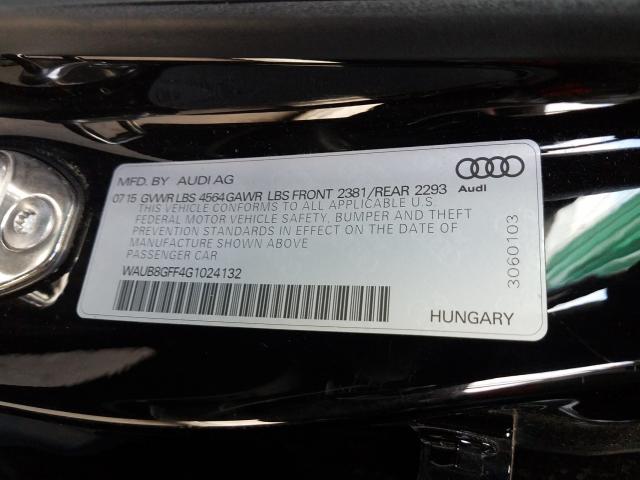 MFD. BY AUDI AG
07 15 GVWR LBS 4564 GAWR LBS FRONT 2381/REAR 2293
Audi
THIS VEHICLE CONFORMS TO ALL APPLICABLE U.S.
FEDERAL MOTOR VEHICLE SAFETY, BUMPER AND THEFT
PREVENTION STANDARDS IN EFFECT ON THE DATE OF
MANUFACTURE SHOWN ABOVE
PASSENGER CAR
WAUB8GFF4G1024132
HUNGARY
3060103